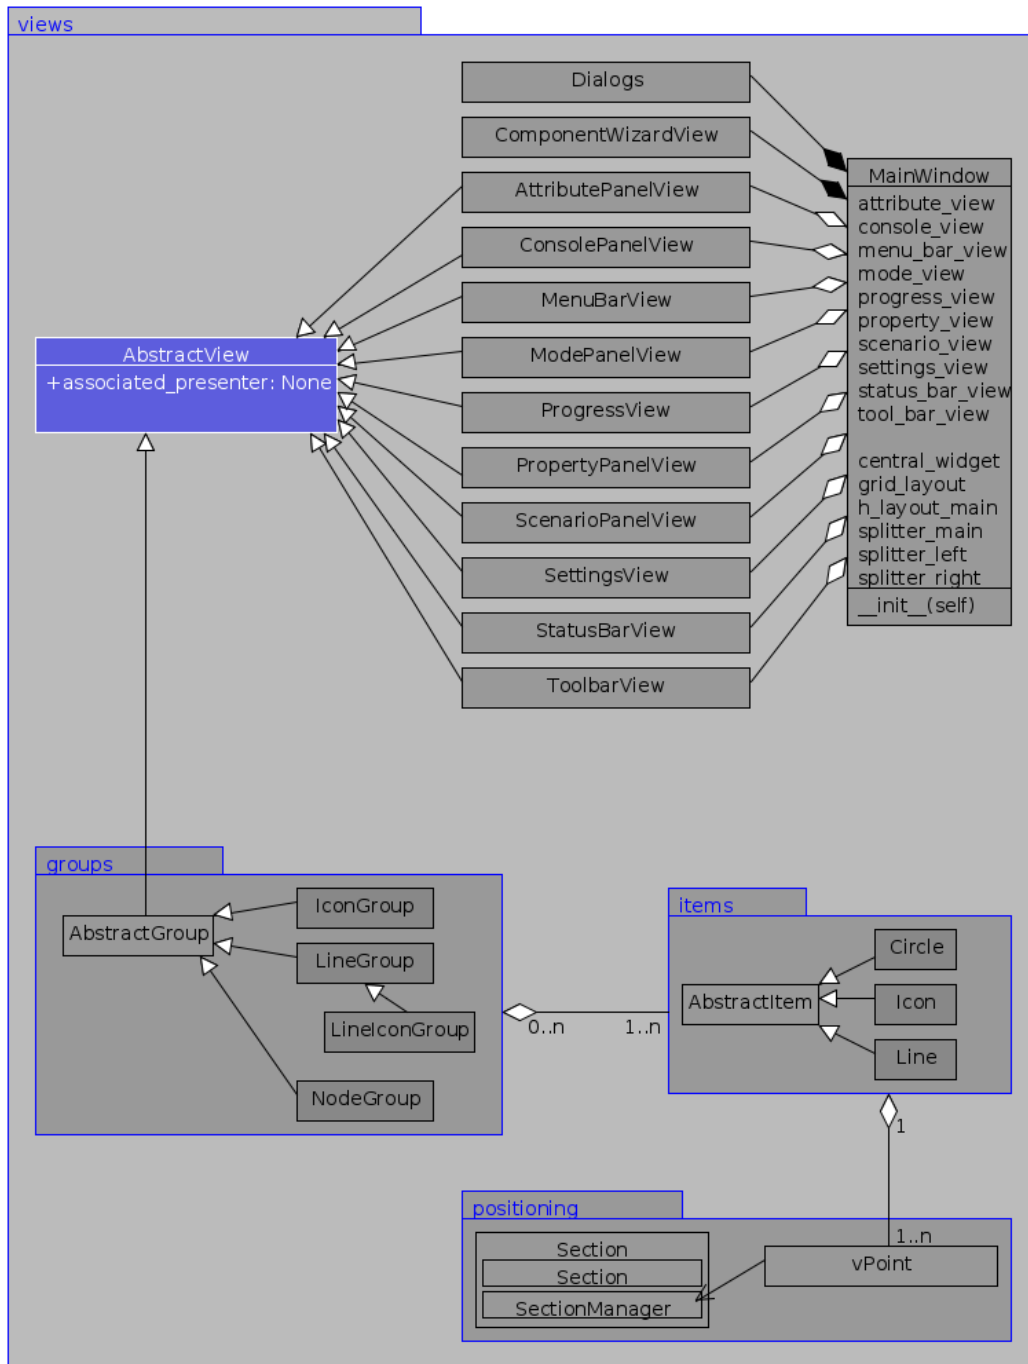 views
Dialogs
ComponentWizardView
AttributePanelView
ConsolePanelView
MenuBarView
ModePanelView
ProgressView
PropertyPanelView
ScenarioPanelView
SettingsView
StatusBarView
ToolbarView
MainWindow
attribute_view
console_view
menu_bar_view
mode_view
progress_view
property_view
scenario_view
settings_view
status_bar_view
tool_bar_view
central_widget
grid_layout
h_layout_main
splitter_main
splitter_left
splitter_right
__init__(self)
AbstractView
+associated_presenter: None
groups
AbstractGroup
IconGroup
LineGroup
LineIconGroup
NodeGroup
0..n
1..n
items
AbstractItem
Circle
Icon
Line
1
1..n
positioning
Section
Section
SectionManager
vPoint